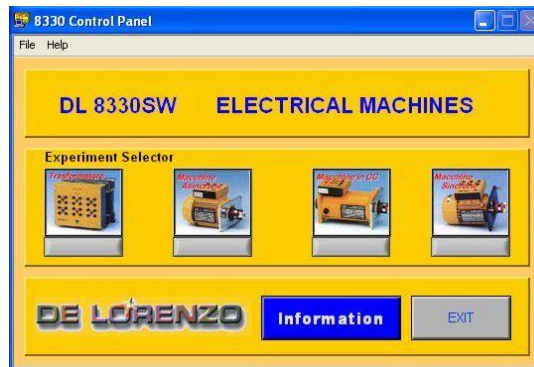 8330 Control Panel
File Help
DL 8330SW ELECTRICAL MACHINES
Experiment Selector
Trasformatore
Macchine
Asincrone
Macchine in CC
Macchine
Sincrone
DE LORENZO
Information
EXIT